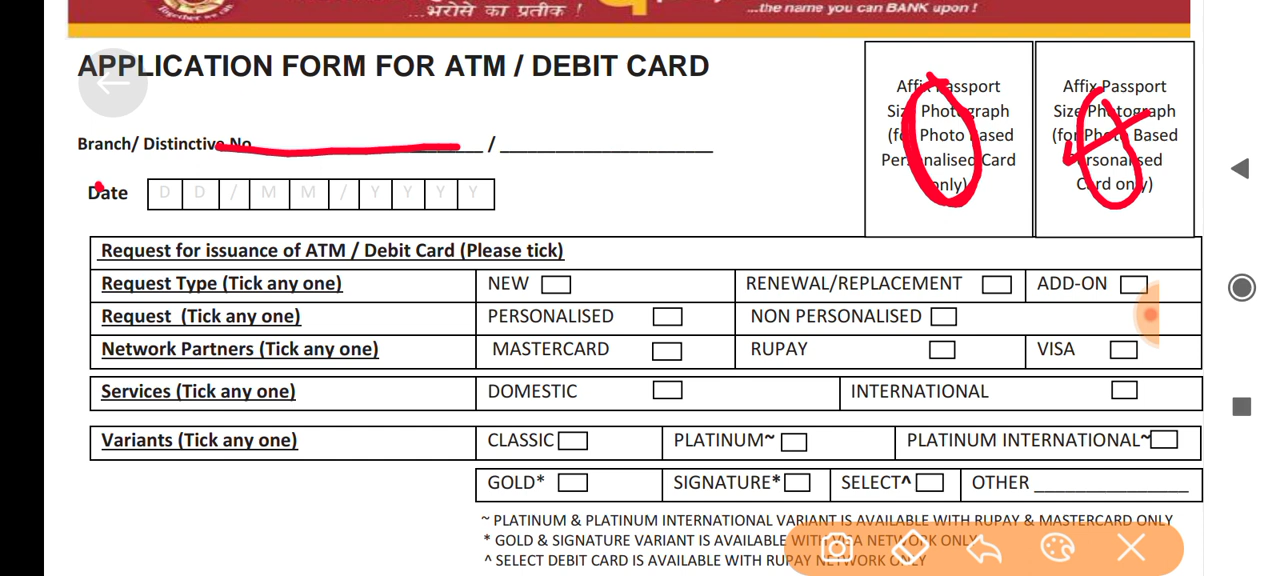 Together we can
...भरोसे का प्रतीक !
...the name you can BANK upon !
APPLICATION FORM FOR ATM / DEBIT CARD
Affix Passport Size Photograph (for Photo Based Personalised Card only)
Affix Passport Size Photograph (for Photo Based Personalised Card only)
Branch/ Distinctive No. /
Date D D / M M / Y Y Y Y
Request for issuance of ATM / Debit Card (Please tick)
Request Type (Tick any one) NEW RENEWAL/REPLACEMENT ADD-ON
Request (Tick any one) PERSONALISED NON PERSONALISED
Network Partners (Tick any one) MASTERCARD RUPAY VISA
Services (Tick any one) DOMESTIC INTERNATIONAL
Variants (Tick any one) CLASSIC PLATINUM~ PLATINUM INTERNATIONAL~
GOLD* SIGNATURE* SELECT^ OTHER
~ PLATINUM & PLATINUM INTERNATIONAL VARIANT IS AVAILABLE WITH RUPAY & MASTERCARD ONLY
* GOLD & SIGNATURE VARIANT IS AVAILABLE WITH VISA NETWORK ONLY
^ SELECT DEBIT CARD IS AVAILABLE WITH RUPAY NETWORK ONLY